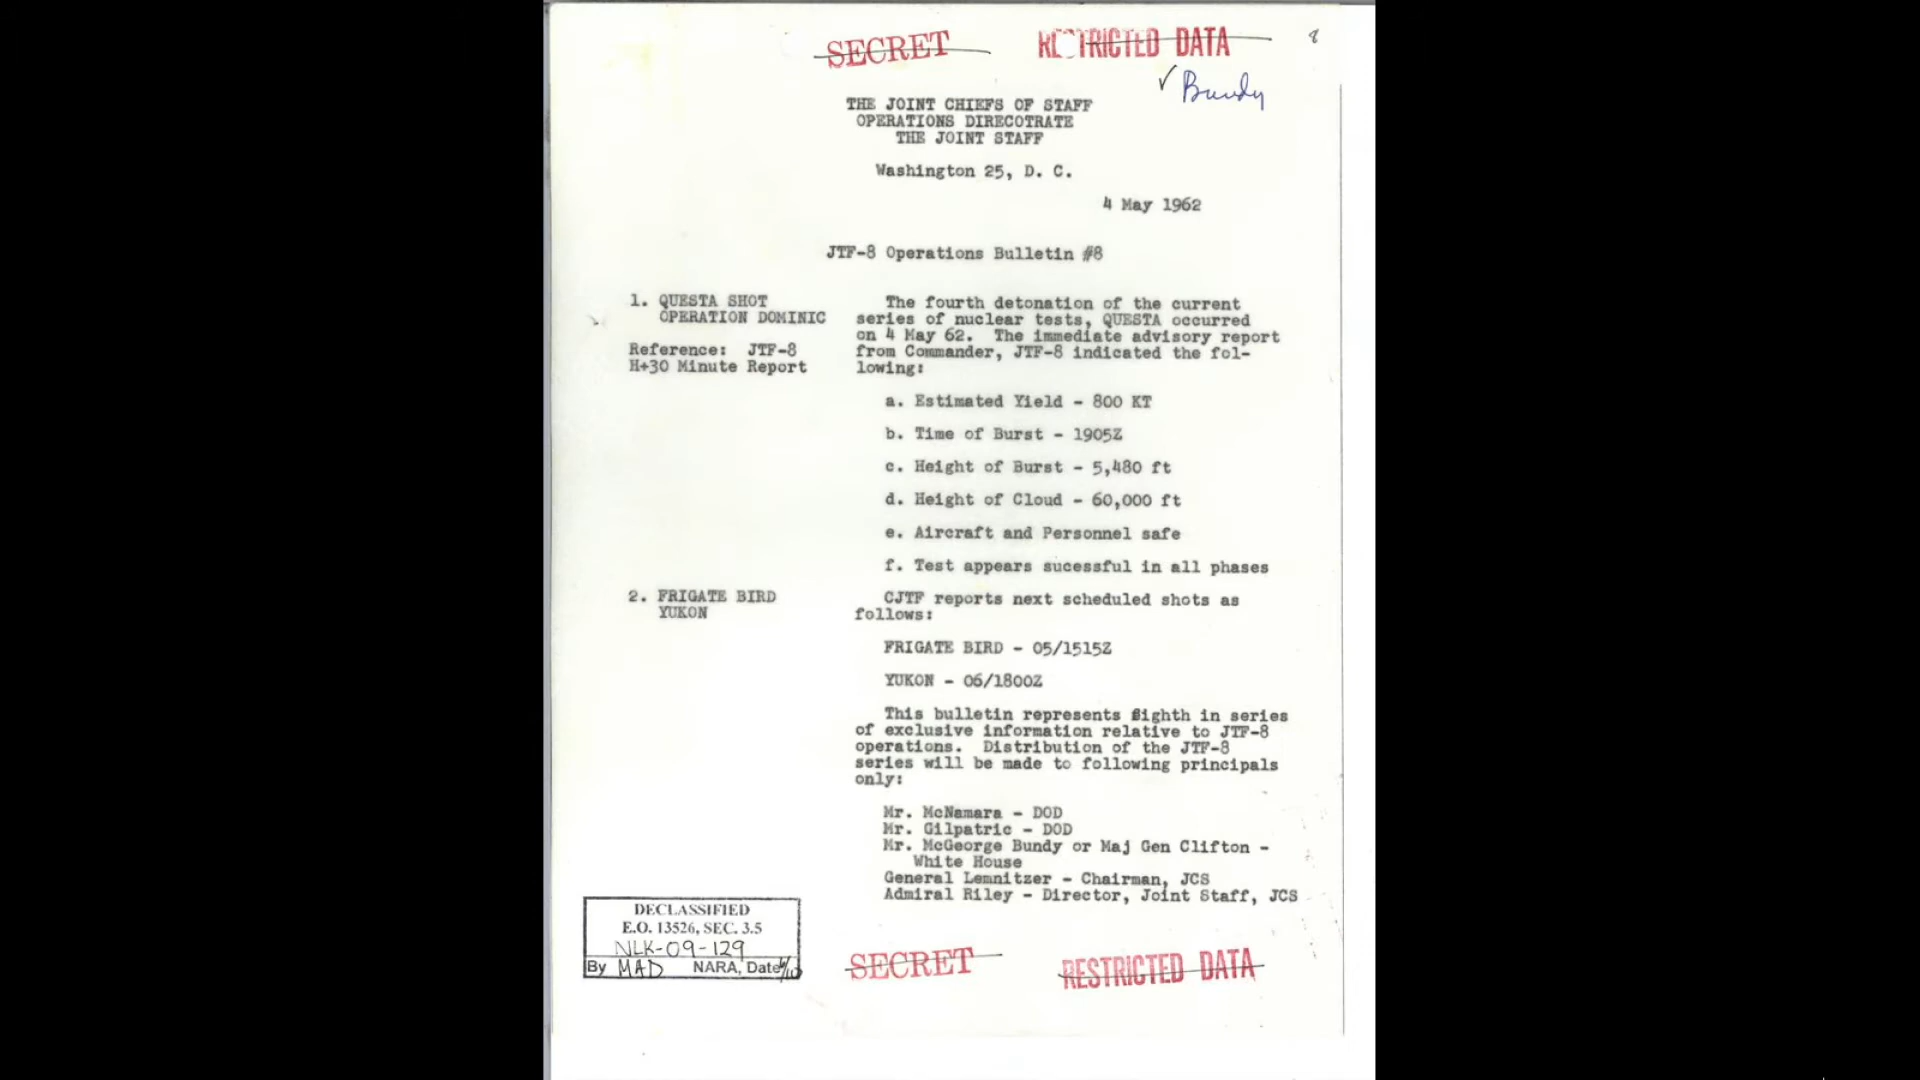 SECRET RESTRICTED DATA 8
✓ Bundy
THE JOINT CHIEFS OF STAFF
OPERATIONS DIRECOTRATE
THE JOINT STAFF
Washington 25, D. C.
4 May 1962
JTF-8 Operations Bulletin #8
1. QUESTA SHOT
OPERATION DOMINIC
Reference: JTF-8
H+30 Minute Report
The fourth detonation of the current
series of nuclear tests, QUESTA occurred
on 4 May 62. The immediate advisory report
from Commander, JTF-8 indicated the fol-
lowing:
a. Estimated Yield - 800 KT
b. Time of Burst - 1905Z
c. Height of Burst - 5,480 ft
d. Height of Cloud - 60,000 ft
e. Aircraft and Personnel safe
f. Test appears sucessful in all phases
2. FRIGATE BIRD
YUKON
CJTF reports next scheduled shots as
follows:
FRIGATE BIRD - 05/1515Z
YUKON - 06/1800Z
This bulletin represents eighth in series
of exclusive information relative to JTF-8
operations. Distribution of the JTF-8
series will be made to following principals
only:
Mr. McNamara - DOD
Mr. Gilpatric - DOD
Mr. McGeorge Bundy or Maj Gen Clifton -
White House
General Lemnitzer - Chairman, JCS
Admiral Riley - Director, Joint Staff, JCS
DECLASSIFIED
E.O. 13526, SEC. 3.5
NLK-09-129
By MAD NARA, Date
SECRET RESTRICTED DATA